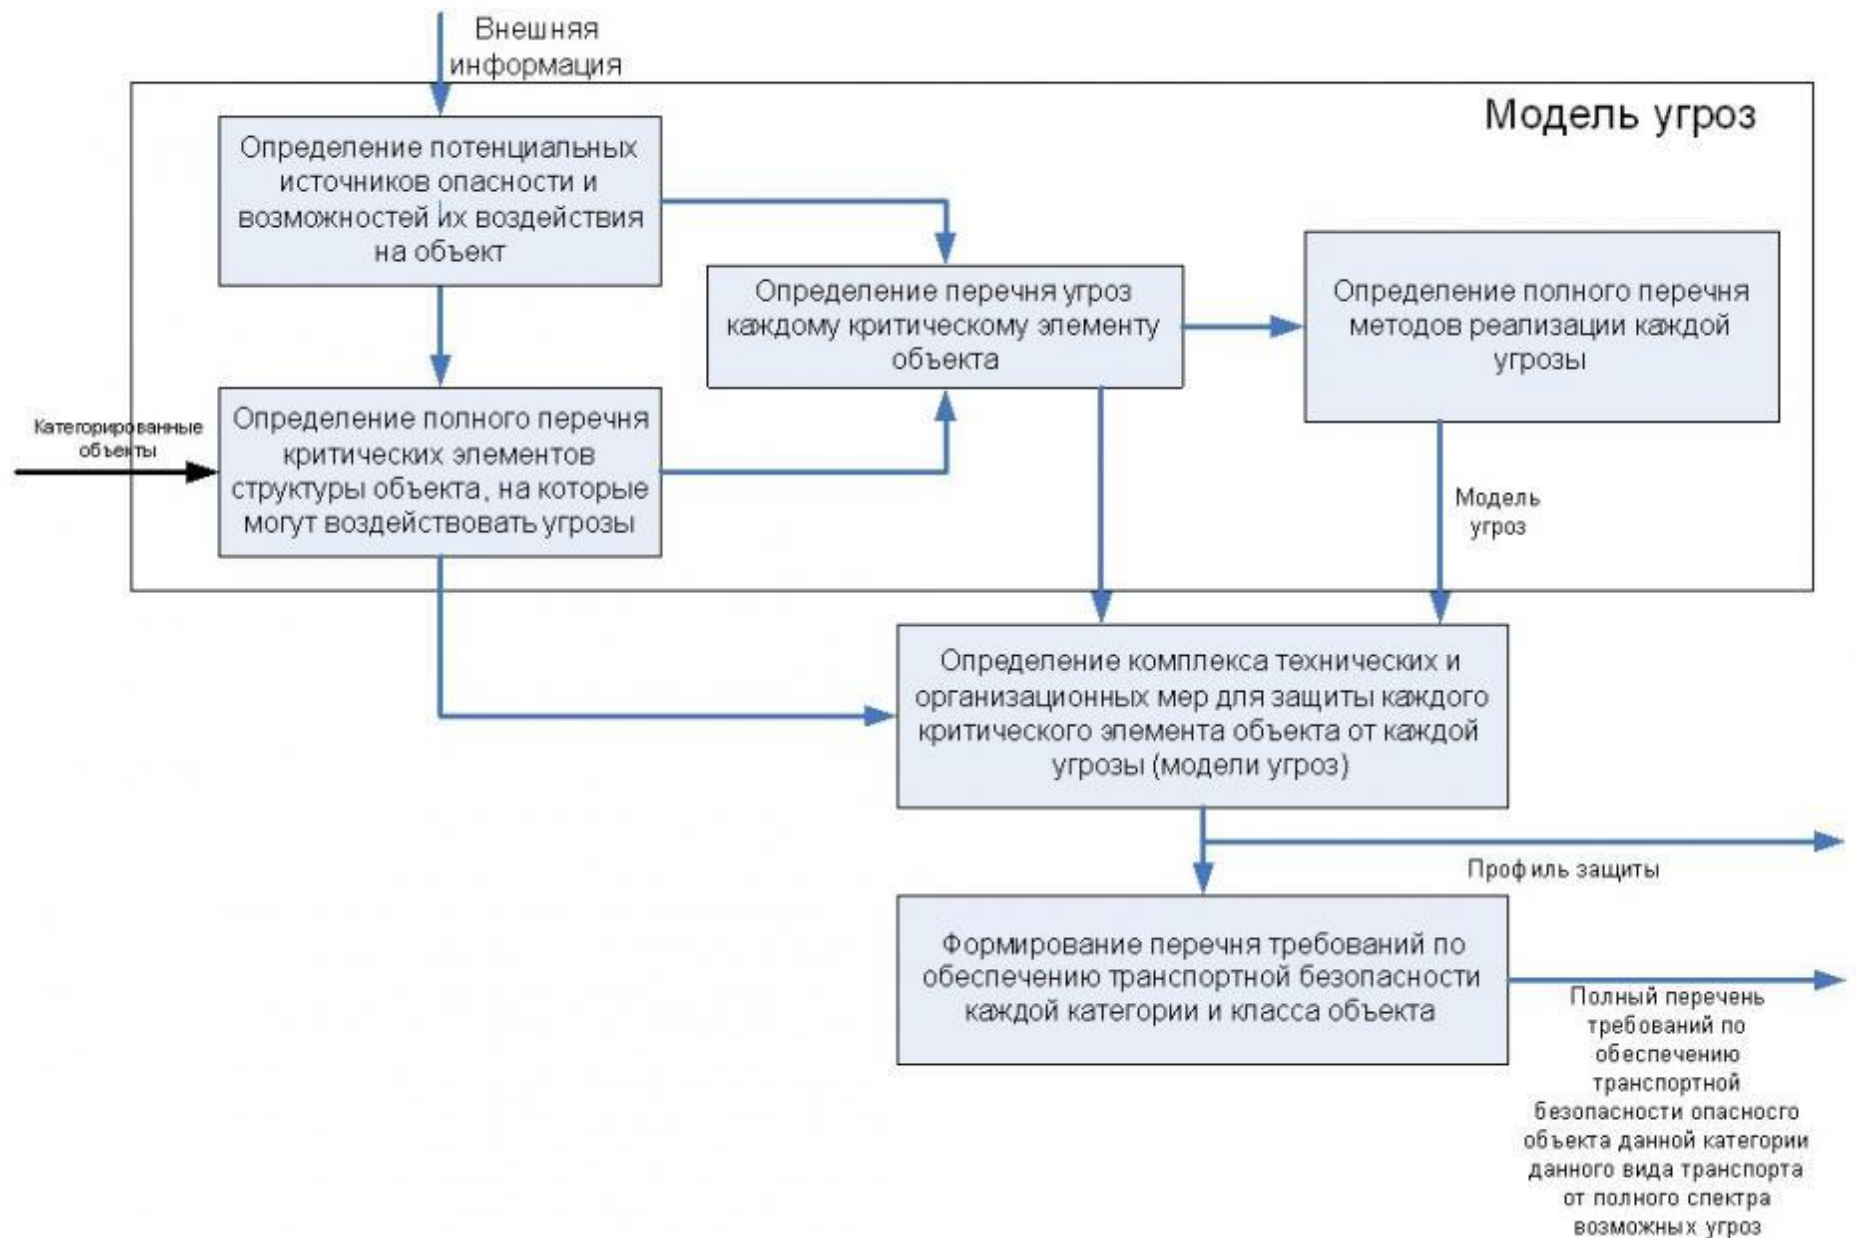 Внешняя
информация
Модель угроз
Определение потенциальных
источников опасности и
возможностей их воздействия
на объект
Определение перечня угроз
каждому критическому элементу
объекта
Определение полного перечня
методов реализации каждой
угрозы
Категорированные
объекты
Определение полного перечня
критических элементов
структуры объекта, на которые
могут воздействовать угрозы
Модель
угроз
Определение комплекса технических и
организационных мер для защиты каждого
критического элемента объекта от каждой
угрозы (модели угроз)
Профиль защиты
Формирование перечня требований по
обеспечению транспортной безопасности
каждой категории и класса объекта
Полный перечень
требований по
обеспечению
транспортной
безопасности опасного
объекта данной категории
данного вида транспорта
от полного спектра
возможных угроз